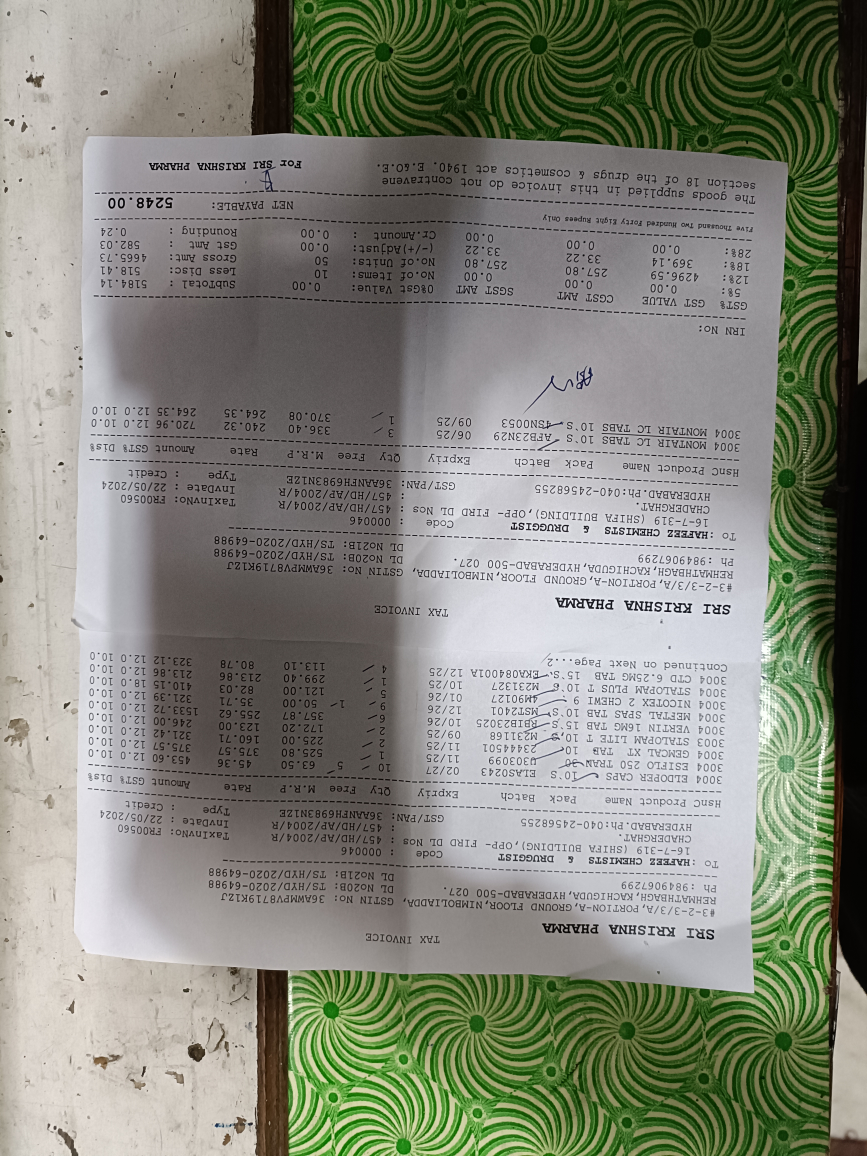 TAX INVOICE
SRI KRISHNA PHARMA
#3-2-3/3/A, PORTION-A, GROUND FLOOR, NIMBOLIADDA, GSTIN No: 36AWMPV8719K1ZJ
REHMATHBAGH, KACHIGUDA, HYDERABAD-500 027. DL No20B: TS/HYD/2020-64988
Ph : 9849067299 DL No21B: TS/HYD/2020-64988
To :HAFEEZ CHEMISTS & DRUGGIST Code : 000046 TaxInvNo: FR00560
16-7-319 (SHIFA BUILDING),OPP- FIRD DL Nos : 457/HD/AP/2004/R InvDate : 22/05/2024
CHADERGHAT. : 457/HD/AP/2004/R Type : Credit
HYDERABAD.Ph:040-24568255 GST/PAN: 36AANFH6983N1ZE
HsnC Product Name Pack Batch Expriy Qty Free M.R.P Rate Amount GST% Dis%
3004 ELDOPER CAPS 10'S ELASO243 02/27 10 5 63.50 45.36 453.60 12.0 10.0
3004 RSIFLO 250 TRAN 30 U303099 11/25 1 525.80 375.57 375.57 12.0 10.0
3004 GEMCAL XT TAB 10 23444501 11/25 2 225.00 160.71 321.42 12.0 10.0
3003 STALOPAM LITE T 10'S M231168 09/25 2 172.20 123.00 246.00 12.0 10.0
3004 VERTIN 16MG TAB 15'S RBIB23025 10/26 6 357.87 255.62 1533.72 12.0 10.0
3004 MEFTAL SPAS TAB 10'S MST2401 12/26 9 1 50.00 35.71 321.39 12.0 10.0
3004 NICOTEX 2 CHEWI 9 4M90127 01/26 5 121.00 82.03 410.15 18.0 10.0
3004 STALOPAM PLUS T 10'S M231327 10/25 1 299.40 213.86 213.86 12.0 10.0
3004 CTD 6.25MG TAB 15'S EKA084001A 12/25 4 113.10 80.78 323.12 12.0 10.0
Continued on Next Page...2
TAX INVOICE
SRI KRISHNA PHARMA
#3-2-3/3/A, PORTION-A, GROUND FLOOR, NIMBOLIADDA, GSTIN No: 36AWMPV8719K1ZJ
REHMATHBAGH, KACHIGUDA, HYDERABAD-500 027. DL No20B: TS/HYD/2020-64988
Ph : 9849067299 DL No21B: TS/HYD/2020-64988
To :HAFEEZ CHEMISTS & DRUGGIST Code : 000046 TaxInvNo: FR00560
16-7-319 (SHIFA BUILDING),OPP- FIRD DL Nos : 457/HD/AP/2004/R InvDate : 22/05/2024
CHADERGHAT. : 457/HD/AP/2004/R Type : Credit
HYDERABAD.Ph:040-24568255 GST/PAN: 36AANFH6983N1ZE
HsnC Product Name Pack Batch Expriy Qty Free M.R.P Rate Amount GST% Dis%
3004 MONTAIR LC TABS 10'S AFB23N29 06/25 3 336.40 240.32 720.96 12.0 10.0
3004 MONTAIR LC TABS 10'S 4SN0053 09/25 1 370.08 264.35 264.35 12.0 10.0
IRN No:
GST% GST VALUE CGST AMT SGST AMT 0%Gst Value: 0.00 SubTotal : 5184.14
5%: 0.00 0.00 0.00 No.of Items: 10 Less Disc: 518.41
12%: 4296.59 257.80 257.80 No.of Units: 50 Gross Amt: 4665.73
18%: 369.14 33.22 33.22 (-/+)Adjust: 0.00 Gst Amt : 582.03
28%: 0.00 0.00 0.00 Cr.Amount : 0.00 Rounding : 0.24
Five Thousand Two Hundred Forty Eight Rupees Only NET PAYABLE: 5248.00
The goods supplied in this invoice do not contravene
section 18 of the drugs & cosmetics act 1940. E.&O.E. For SRI KRISHNA PHARMA